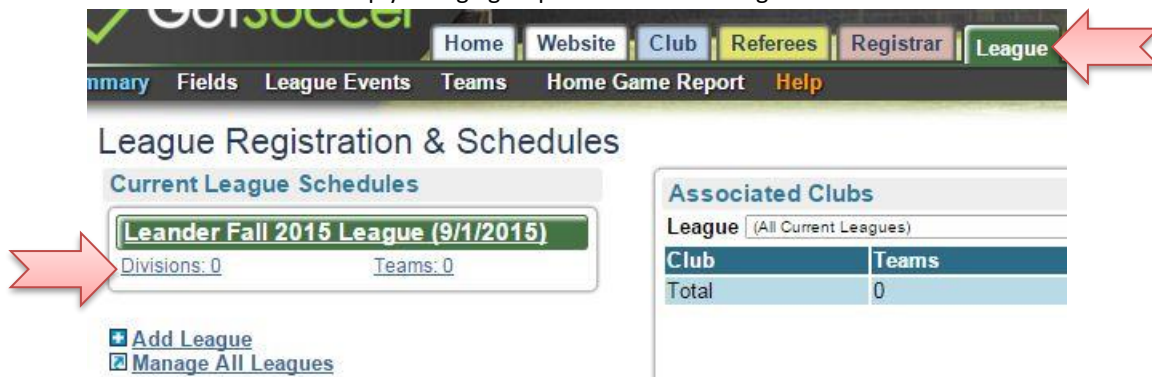 GotSoccer
Home Website Club Referees Registrar League
mmary Fields League Events Teams Home Game Report Help
League Registration & Schedules
Current League Schedules
Leander Fall 2015 League (9/1/2015)
Divisions: 0 Teams: 0
Add League
Manage All Leagues
Associated Clubs
League (All Current Leagues)
Club Teams
Total 0